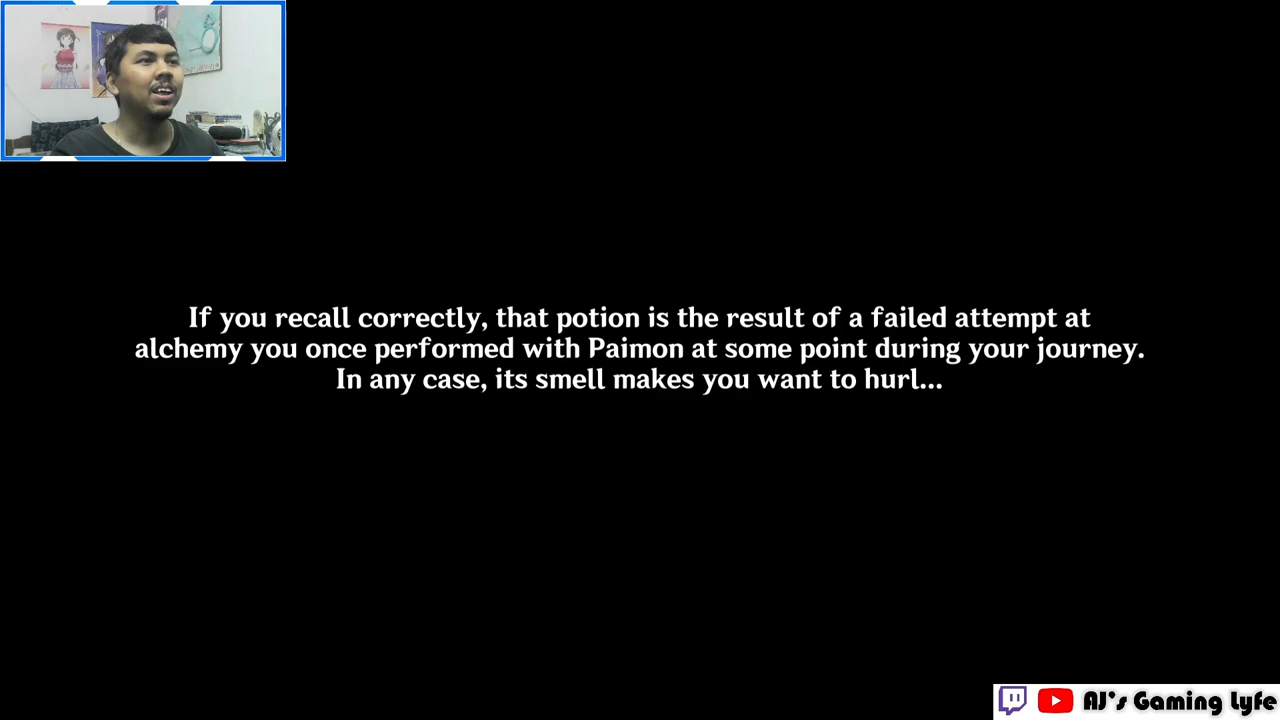 If you recall correctly, that potion is the result of a failed attempt at
alchemy you once performed with Paimon at some point during your journey.
In any case, its smell makes you want to hurl...
AJ's Gaming Lyfe